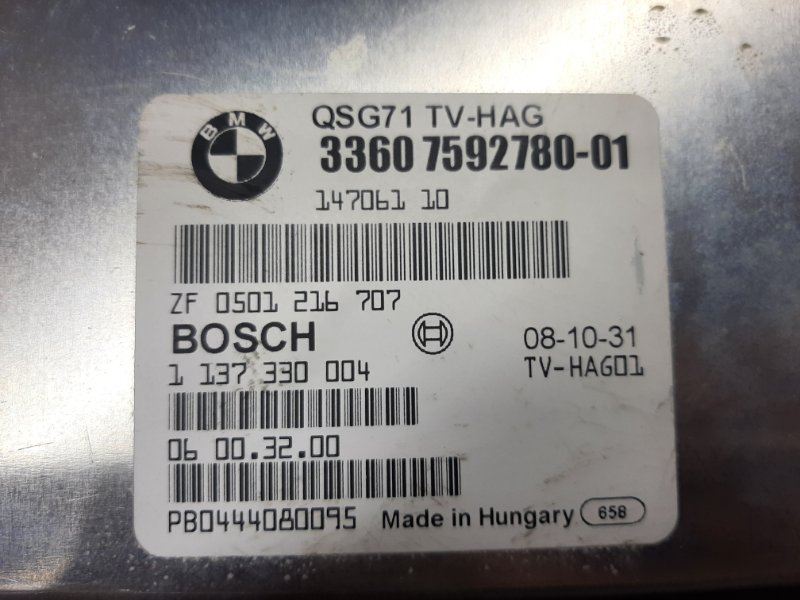 BMW
QSG71 TV-HAG
3360 7592780-01
147061 10
ZF 0501 216 707
BOSCH
08-10-31
1 137 330 004
TV-HAG01
06 00.32.00
PB0444080095
Made in Hungary
658